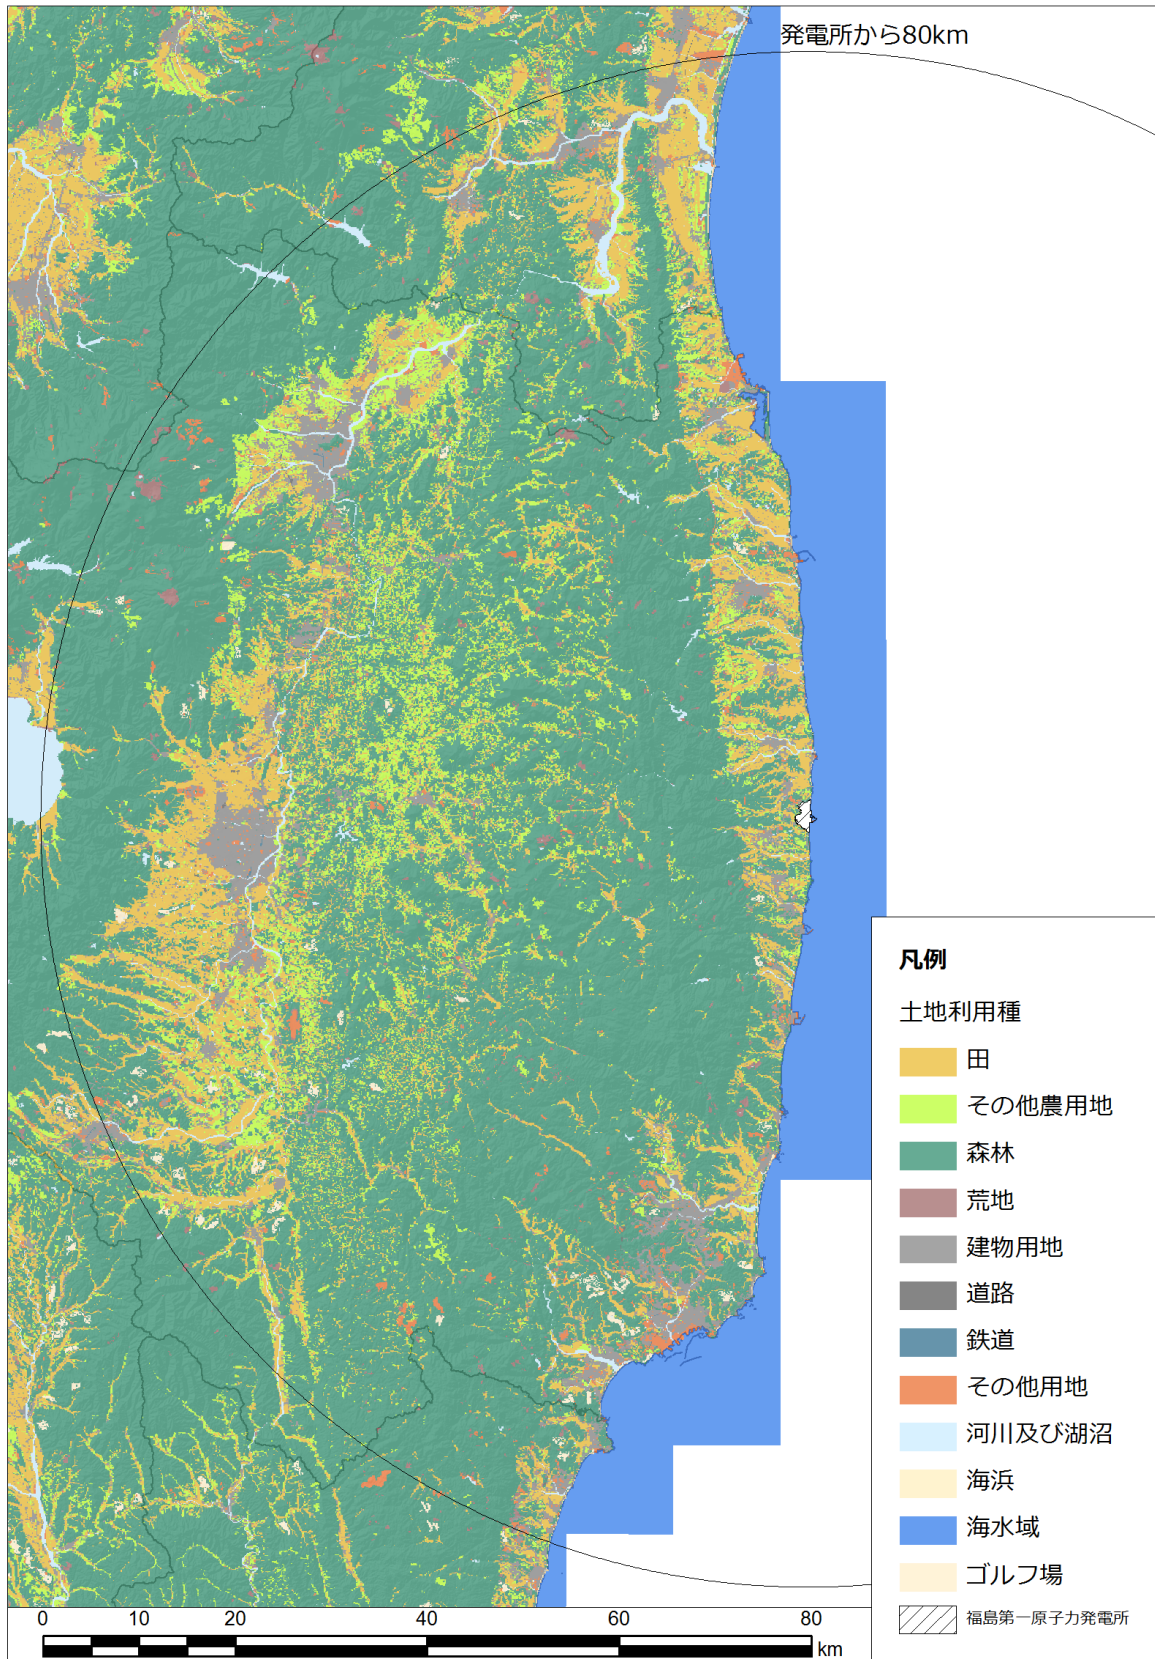 発電所から80km
凡例
土地利用種
田
その他農用地
森林
荒地
建物用地
道路
鉄道
その他用地
河川及び湖沼
海浜
海水域
ゴルフ場
福島第一原子力発電所
0 10 20 40 60 80
km